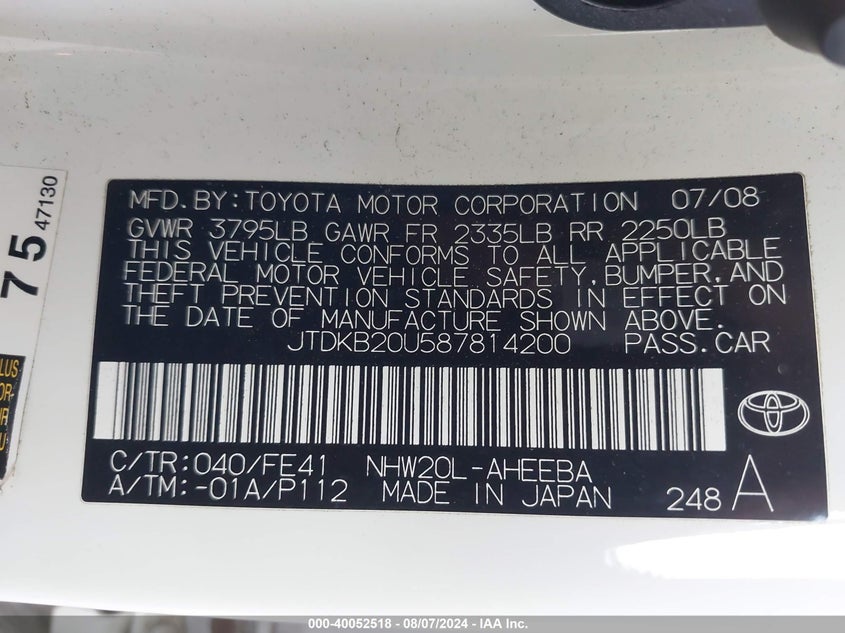 75 47130
MFD.BY:TOYOTA MOTOR CORPORATION 07/08
GVWR 3795LB GAWR FR 2335LB RR 2250LB
THIS VEHICLE CONFORMS TO ALL APPLICABLE
FEDERAL MOTOR VEHICLE SAFETY,BUMPER,AND
THEFT PREVENTION STANDARDS IN EFFECT ON
THE DATE OF MANUFACTURE SHOWN ABOVE.
JTDKB20U587814200 PASS.CAR
C/TR:040/FE41 NHW20L-AHEEBA
A/TM:-01A/P112 MADE IN JAPAN 248 A
000-40052518 - 08/07/2024 - IAA Inc.